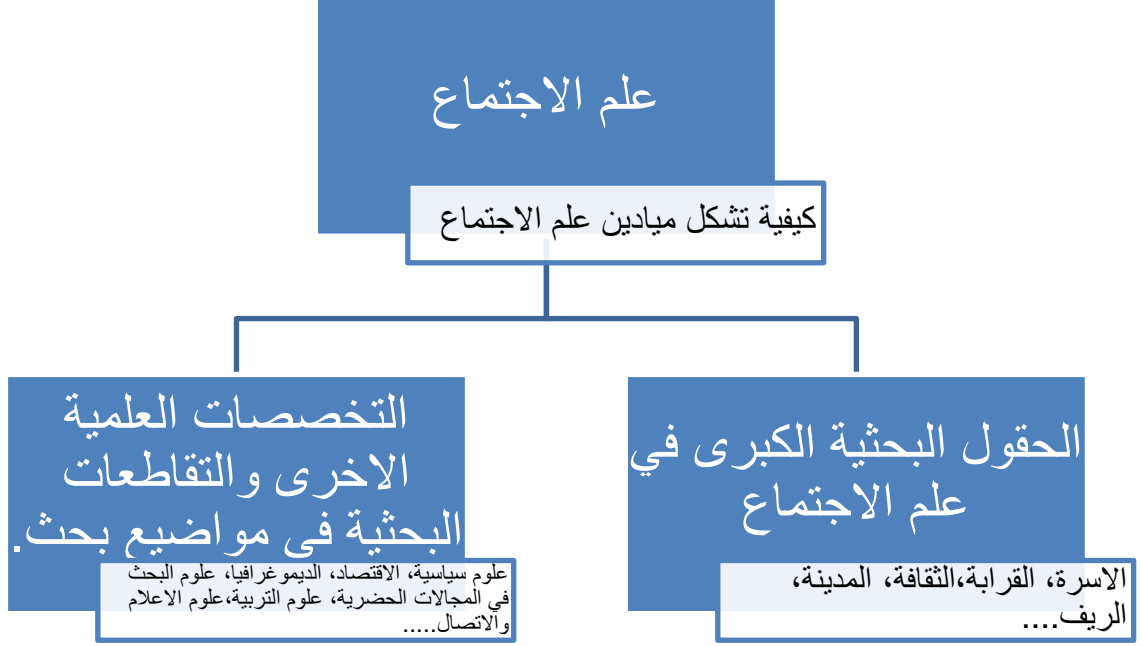 علم الاجتماع
كيفية تشكل ميادين علم الاجتماع
الحقول البحثية الكبرى في
علم الاجتماع
الاسرة، القرابة،الثقافة، المدينة،
الريف....
التخصصات العلمية
الاخرى والتقاطعات
البحثية في مواضيع بحث.
علوم سياسية، الاقتصاد، الديموغرافيا، علوم البحث
في المجالات الحضرية، علوم التربية،علوم الاعلام
والاتصال.....